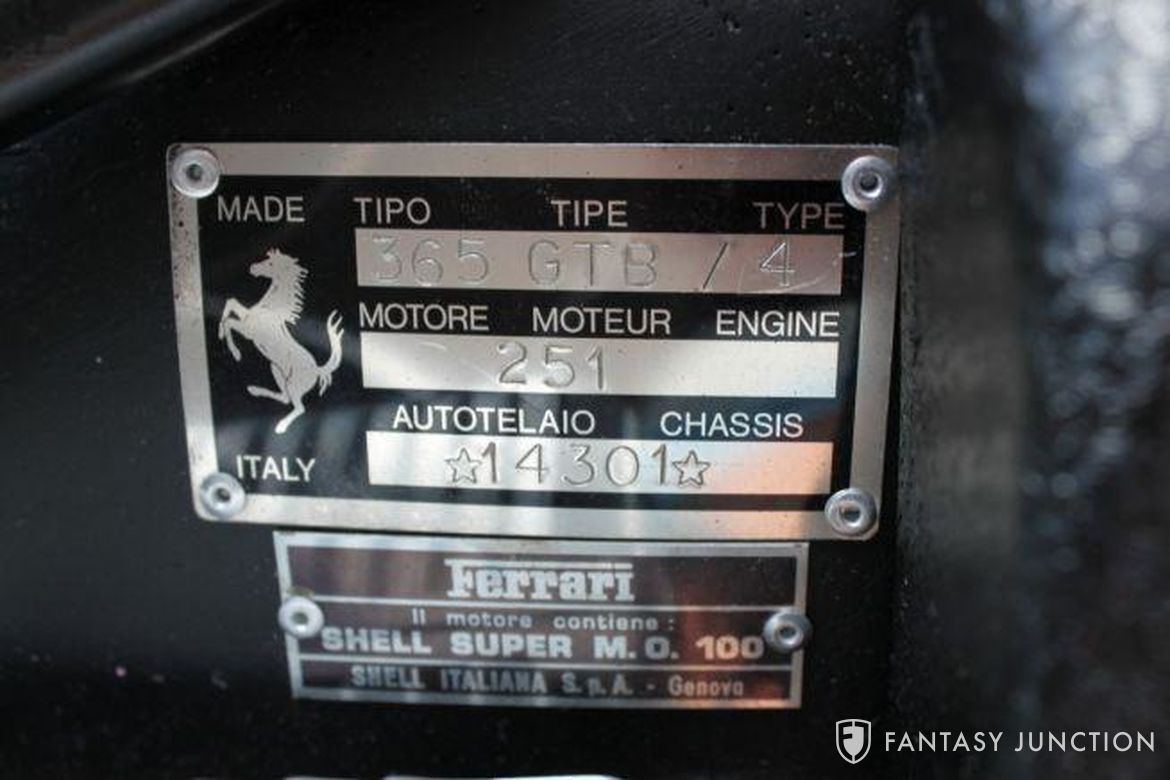 MADE TIPO TIPE TYPE
365 GTB / 4
MOTORE MOTEUR ENGINE
251
AUTOTELAIO CHASSIS
☆14301☆
ITALY
Ferrari
Il motore contiene :
SHELL SUPER M. O. 100
SHELL ITALIANA S.p.A. - Genova
FANTASY JUNCTION